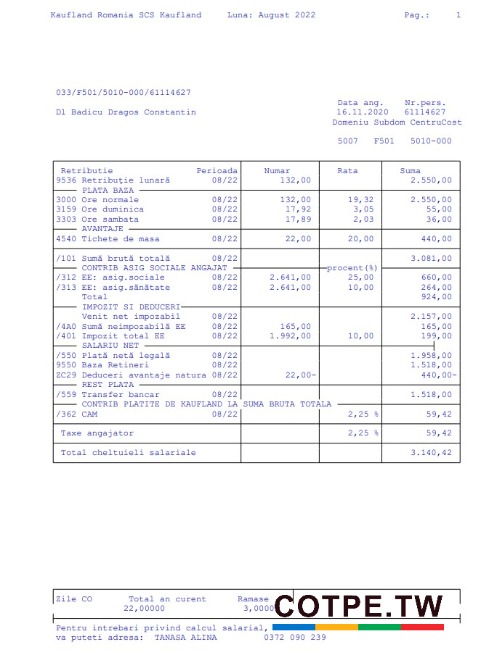 Kaufland Romania SCS Kaufland Luna: August 2022 Pag.: 1
033/F501/5010-000/61114627
Data ang. Nr.pers.
Dl Badicu Dragos Constantin 16.11.2020 61114627
Domeniu Subdom CentruCost
5007 F501 5010-000
Retributie Perioada Numar Rata Suma
9536 Retribuţie lunară 08/22 132,00 2.550,00
PLATA BAZA
3000 Ore normale 08/22 132,00 19,32 2.550,00
3159 Ore duminica 08/22 17,92 3,05 55,00
3303 Ore sambata 08/22 17,89 2,03 36,00
AVANTAJE
4540 Tichete de masa 08/22 22,00 20,00 440,00
/101 Sumă brută totală 08/22 3.081,00
CONTRIB ASIG SOCIALE ANGAJAT procent(%)
/312 EE: asig.sociale 08/22 2.641,00 25,00 660,00
/313 EE: asig.sănătate 08/22 2.641,00 10,00 264,00
Total 924,00
IMPOZIT SI DEDUCERI
Venit net impozabil 08/22 2.157,00
/4A0 Sumă neimpozabilă EE 08/22 165,00 165,00
/401 Impozit total EE 08/22 1.992,00 10,00 199,00
SALARIU NET
/550 Plată netă legală 08/22 1.958,00
9550 Baza Retineri 08/22 1.518,00
ZC29 Deduceri avantaje natura 08/22 22,00- 440,00-
REST PLATA
/559 Transfer bancar 08/22 1.518,00
CONTRIB PLATITE DE KAUFLAND LA SUMA BRUTA TOTALA
/362 CAM 08/22 2,25 % 59,42
Taxe angajator 2,25 % 59,42
Total cheltuieli salariale 3.140,42
Zile CO Total an curent Ramase
22,00000 3,0000
COTPE.TW
Pentru intrebari privind calcul salarial,
va puteti adresa: TANASA ALINA 0372 090 239